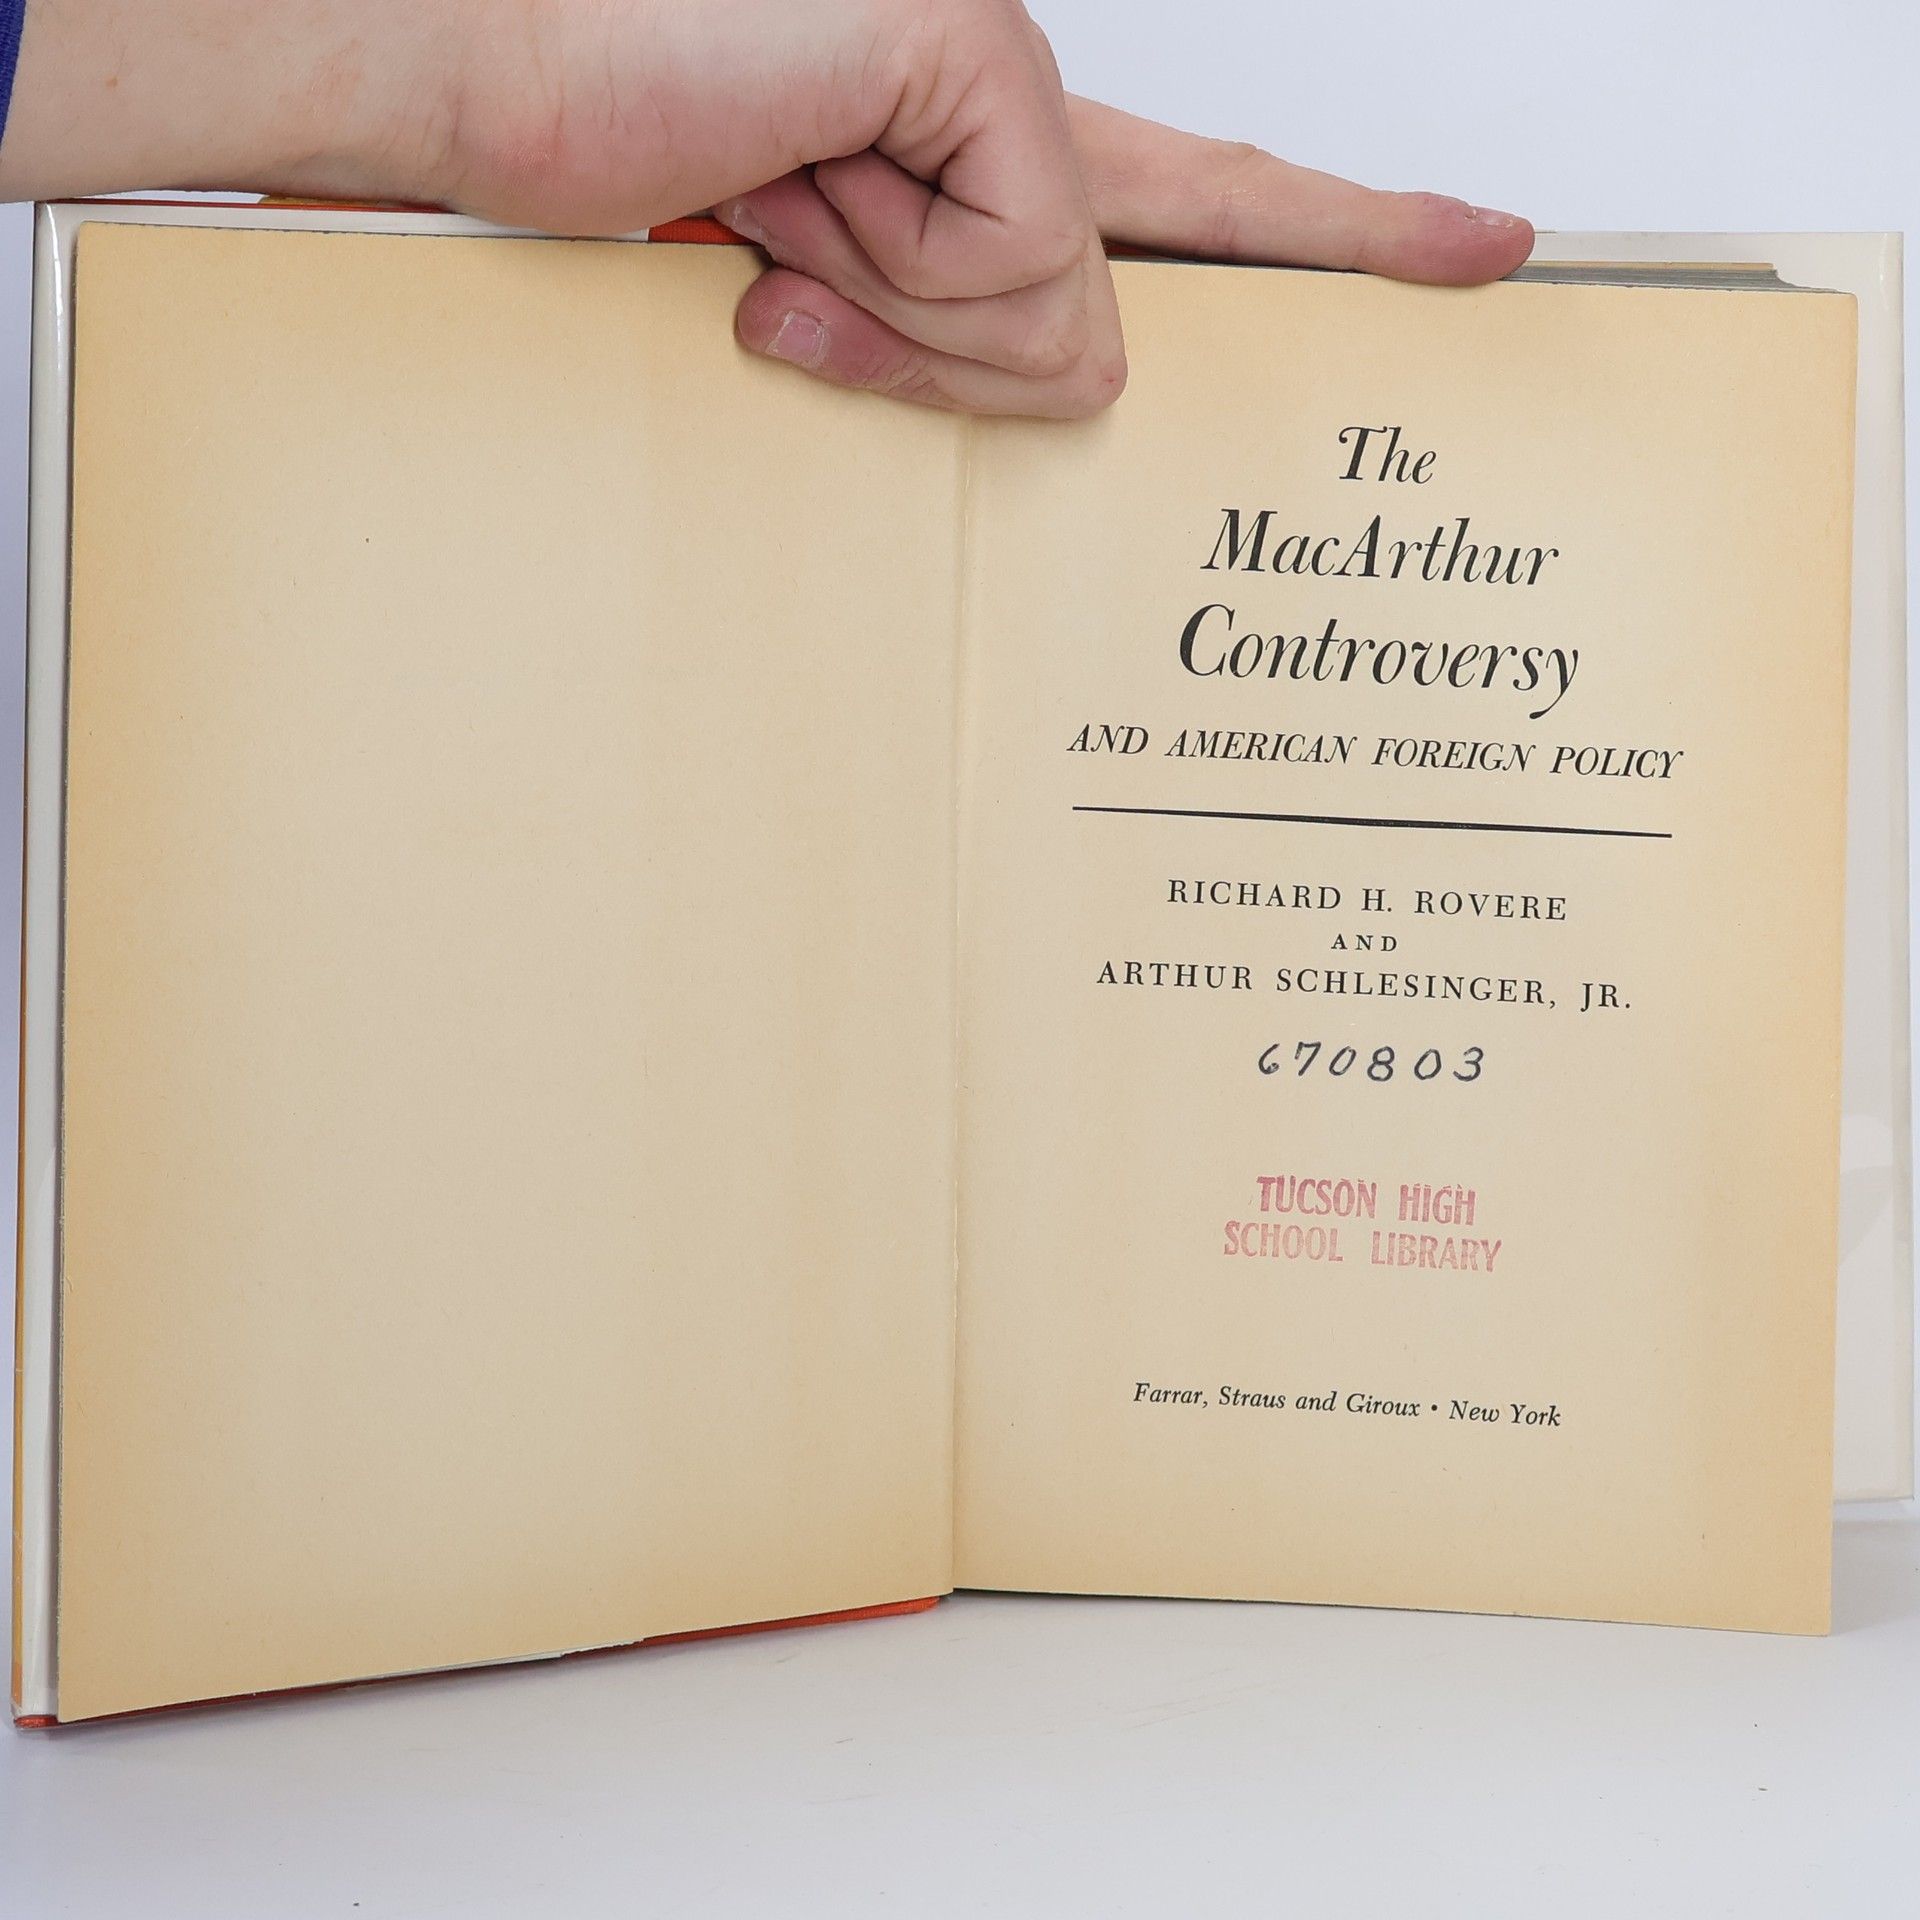 The
MacArthur
Controversy
AND AMERICAN FOREIGN POLICY
RICHARD H. ROVERE
AND
ARTHUR SCHLESINGER, JR.
670803
TUCSON HIGH
SCHOOL LIBRARY
Farrar, Straus and Giroux • New York